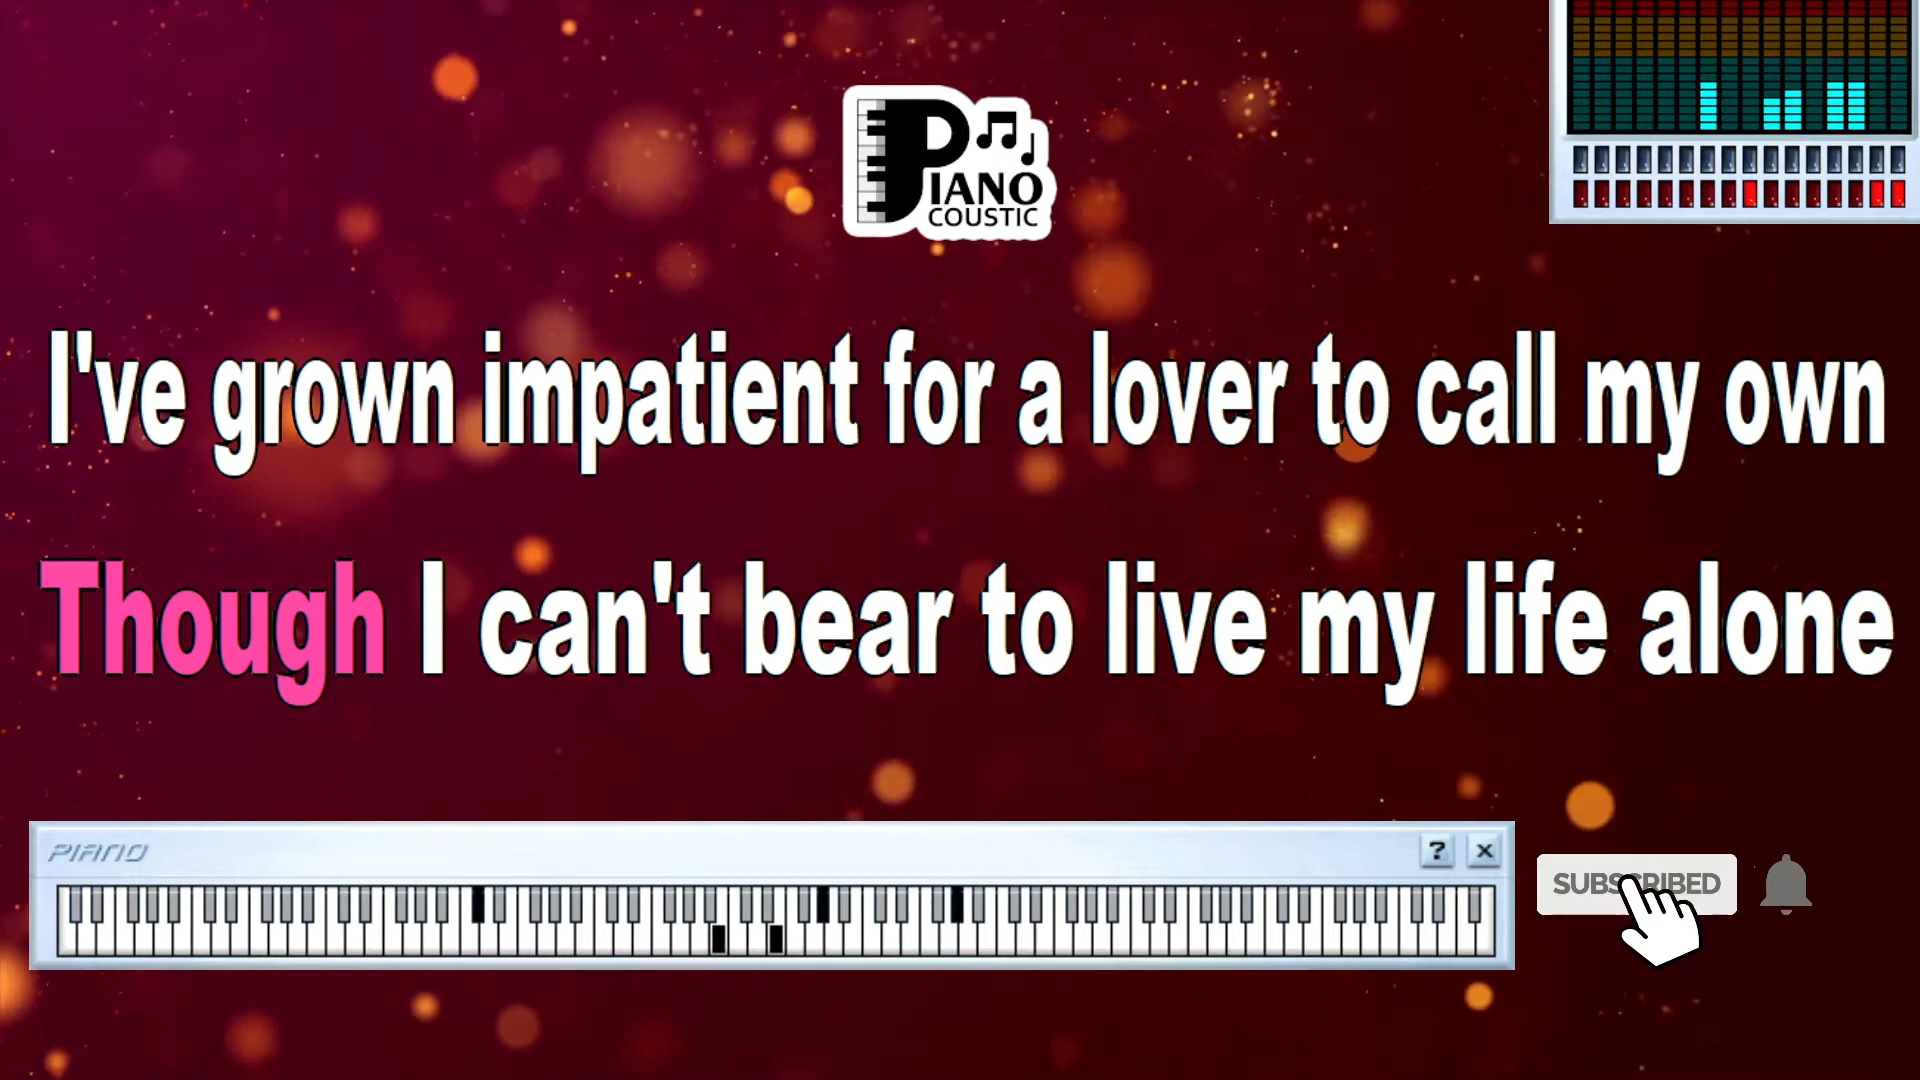 PIANO
COUSTIC
I've grown impatient for a lover to call my own
Though I can't bear to live my life alone
PIANO
? X
SUBSCRIBED